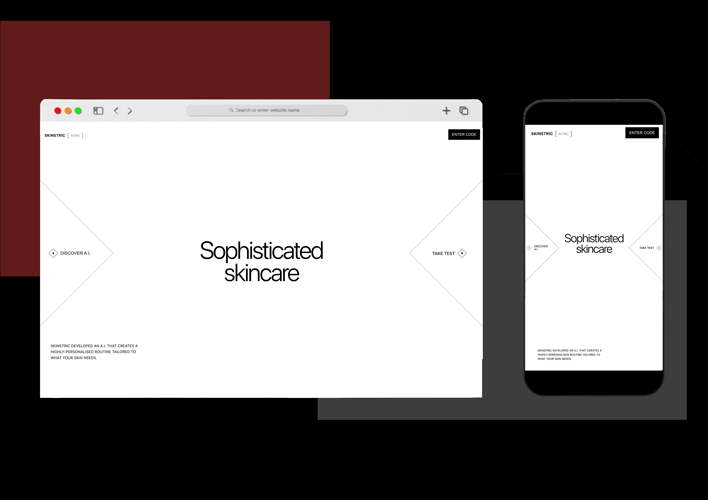 Search or enter website name
SKINSTRIC [ INTRO ]
ENTER CODE
DISCOVER A.I.
Sophisticated
skincare
TAKE TEST
SKINSTRIC DEVELOPED AN A.I. THAT CREATES A
HIGHLY-PERSONALISED ROUTINE TAILORED TO
WHAT YOUR SKIN NEEDS.
SKINSTRIC [ INTRO ]
ENTER CODE
DISCOVER
A.I.
Sophisticated
skincare
TAKE TEST
SKINSTRIC DEVELOPED AN A.I. THAT CREATES A
HIGHLY-PERSONALISED ROUTINE TAILORED TO
WHAT YOUR SKIN NEEDS.